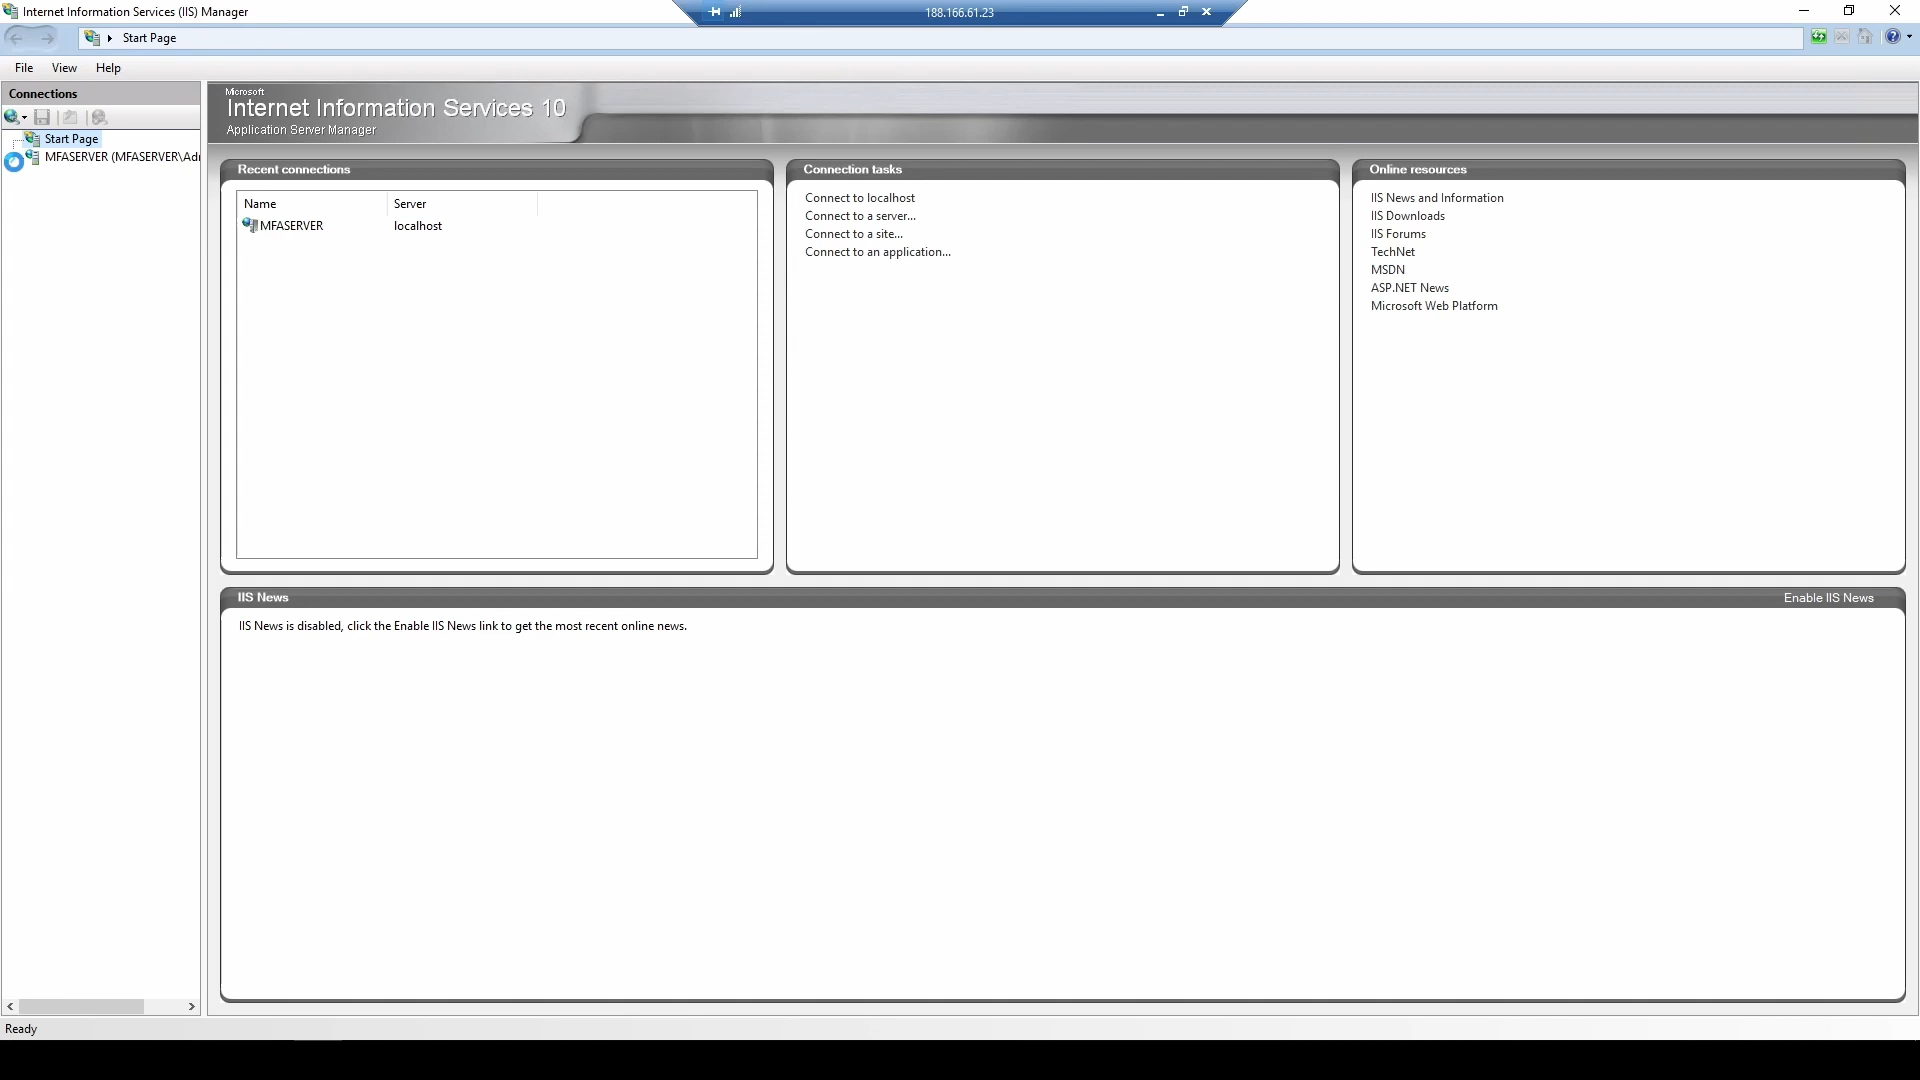 Internet Information Services (IIS) Manager
188.166.61.23
Start Page
File View Help
Connections
Start Page
MFASERVER (MFASERVER\Ad
Microsoft
Internet Information Services 10
Application Server Manager
Recent connections
Name Server
MFASERVER localhost
Connection tasks
Connect to localhost
Connect to a server...
Connect to a site...
Connect to an application...
Online resources
IIS News and Information
IIS Downloads
IIS Forums
TechNet
MSDN
ASP.NET News
Microsoft Web Platform
IIS News
Enable IIS News
IIS News is disabled, click the Enable IIS News link to get the most recent online news.
Ready